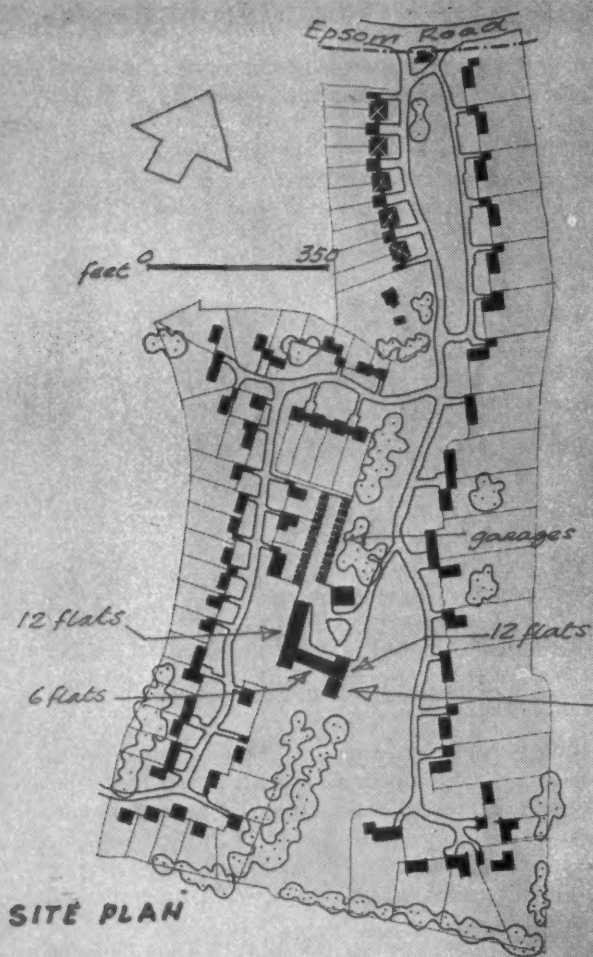 Epsom Road
feet 0 350
garages
12 flats
12 flats
6 flats
SITE PLAN